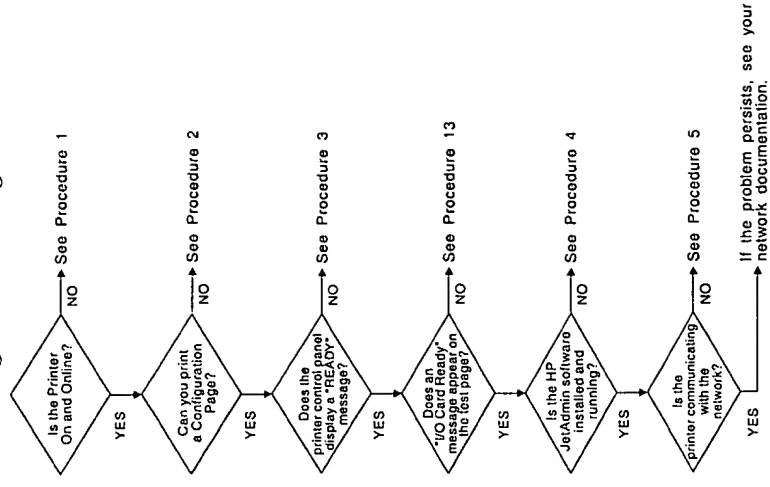 Is the Printer
On and Online?
NO
See Procedure 1
YES
Can you print
a Configuration
Page?
NO
See Procedure 2
YES
Does the
printer control panel
display a "READY"
message?
NO
See Procedure 3
YES
Does an
"I/O Card Ready"
message appear on
the test page?
NO
See Procedure 13
YES
Is the HP
JetAdmin software
installed and
running?
NO
See Procedure 4
YES
Is the
printer communicating
with the
network?
NO
See Procedure 5
YES
If the problem persists, see your
network documentation.